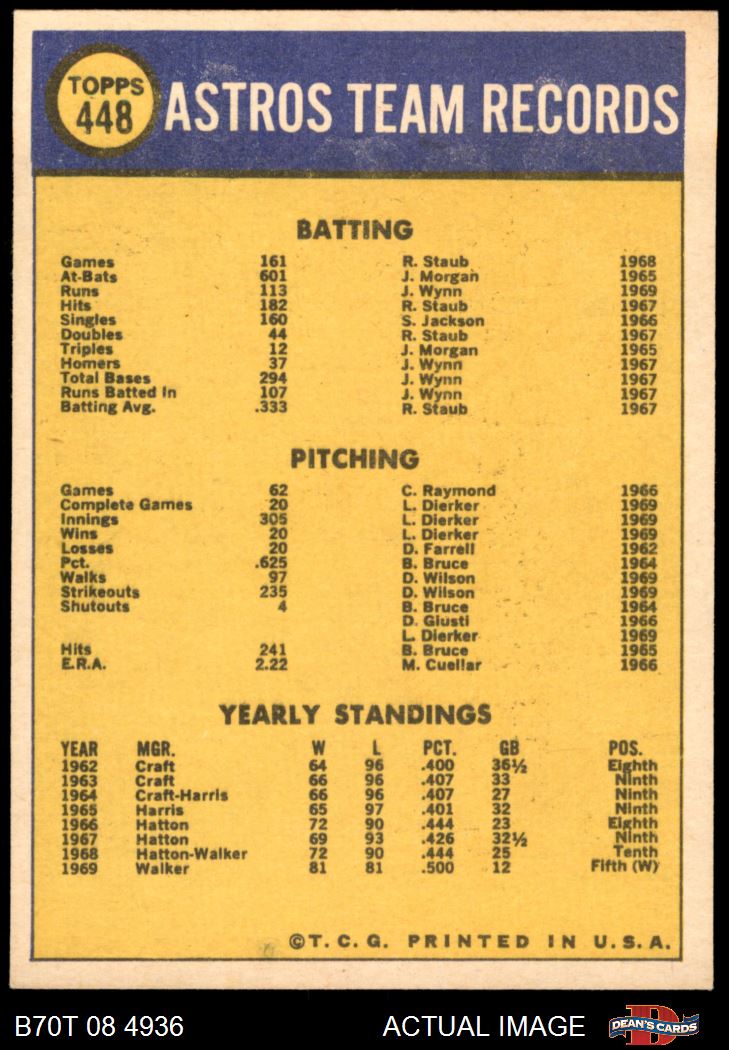 TOPPS
448
ASTROS TEAM RECORDS
BATTING
Games 161 R. Staub 1968
At-Bats 601 J. Morgan 1965
Runs 113 J. Wynn 1969
Hits 182 R. Staub 1967
Singles 160 S. Jackson 1966
Doubles 44 R. Staub 1967
Triples 12 J. Morgan 1965
Homers 37 J. Wynn 1967
Total Bases 294 J. Wynn 1967
Runs Batted In 107 J. Wynn 1967
Batting Avg. .333 R. Staub 1967
PITCHING
Games 62 C. Raymond 1966
Complete Games 20 L. Dierker 1969
Innings 305 L. Dierker 1969
Wins 20 L. Dierker 1969
Losses 20 D. Farrell 1962
Pct. .625 B. Bruce 1964
Walks 97 D. Wilson 1969
Strikeouts 235 D. Wilson 1969
Shutouts 4 B. Bruce 1964
D. Giusti 1966
L. Dierker 1969
Hits 241 B. Bruce 1965
E.R.A. 2.22 M. Cuellar 1966
YEARLY STANDINGS
YEAR MGR. W L PCT. GB POS.
1962 Craft 64 96 .400 36½ Eighth
1963 Craft 66 96 .407 33 Ninth
1964 Craft-Harris 66 96 .407 27 Ninth
1965 Harris 65 97 .401 32 Ninth
1966 Hatton 72 90 .444 23 Eighth
1967 Hatton 69 93 .426 32½ Ninth
1968 Hatton-Walker 72 90 .444 25 Tenth
1969 Walker 81 81 .500 12 Fifth (W)
©T. C. G. PRINTED IN U.S.A.
B70T 08 4936 ACTUAL IMAGE D DEAN'S CARDS